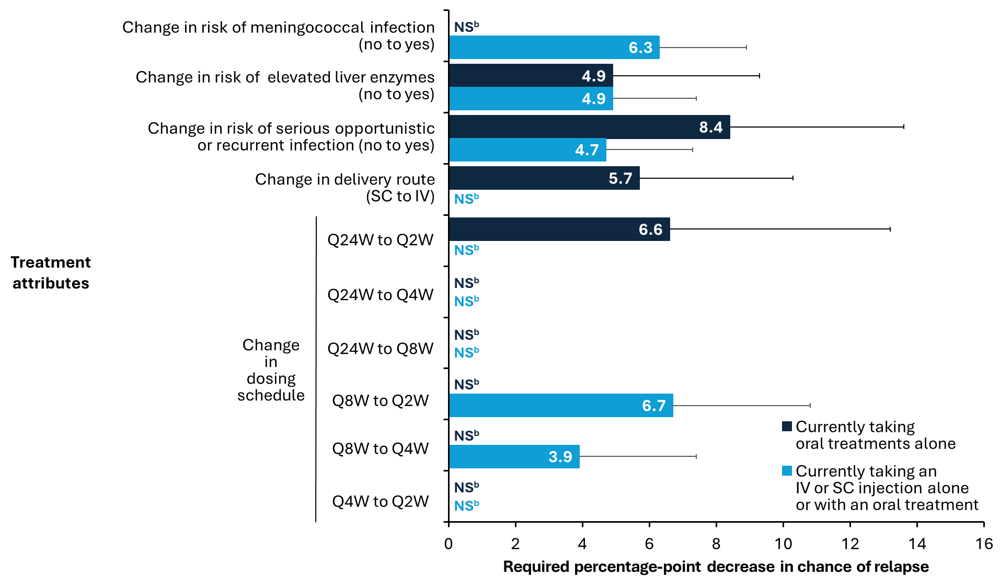 Change in risk of meningococcal infection
(no to yes)
NSb
6.3
Change in risk of elevated liver enzymes
(no to yes)
4.9
4.9
Change in risk of serious opportunistic
or recurrent infection (no to yes)
8.4
4.7
Change in delivery route
(SC to IV)
5.7
NSb
Treatment
attributes
Change
in
dosing
schedule
Q24W to Q2W
6.6
NSb
Q24W to Q4W
NSb
NSb
Q24W to Q8W
NSb
NSb
Q8W to Q2W
NSb
6.7
Q8W to Q4W
NSb
3.9
Q4W to Q2W
NSb
NSb
Currently taking
oral treatments alone
Currently taking an
IV or SC injection alone
or with an oral treatment
0 2 4 6 8 10 12 14 16
Required percentage-point decrease in chance of relapse